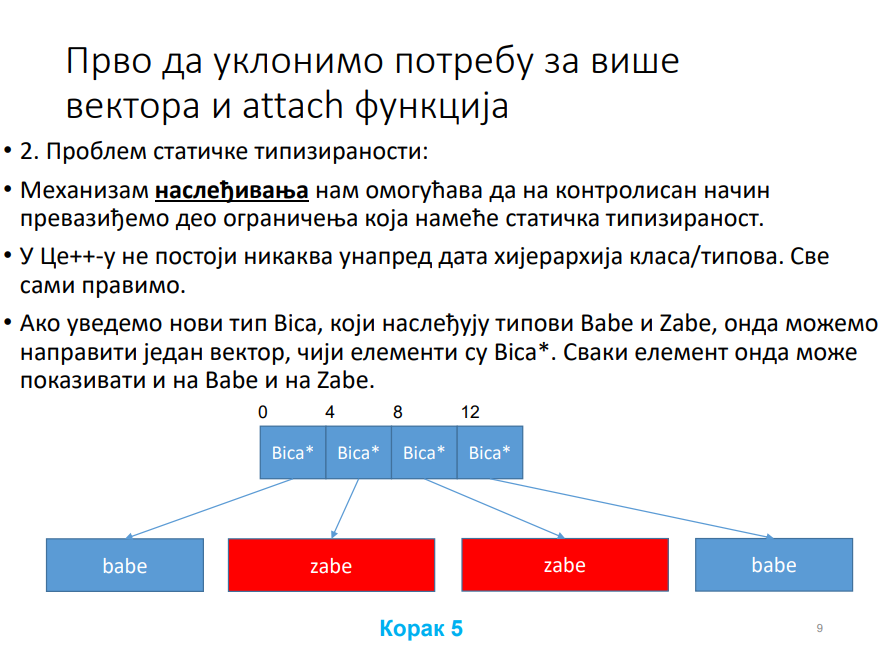 Прво да уклонимо потребу за више
вектора и attach функција
• 2. Проблем статичке типизираности:
• Механизам наслеђивања нам омогућава да на контролисан начин
превазиђемо део ограничења која намеће статичка типизираност.
• У Це++-у не постоји никаква унапред дата хијерархија класа/типова. Све
сами правимо.
• Ако уведемо нови тип Bica, који наслеђују типови Babe и Zabe, онда можемо
направити један вектор, чији елементи су Bica*. Сваки елемент онда може
показивати и на Babe и на Zabe.
0 4 8 12
Bica* Bica* Bica* Bica*
babe zabe zabe babe
Корак 5
9